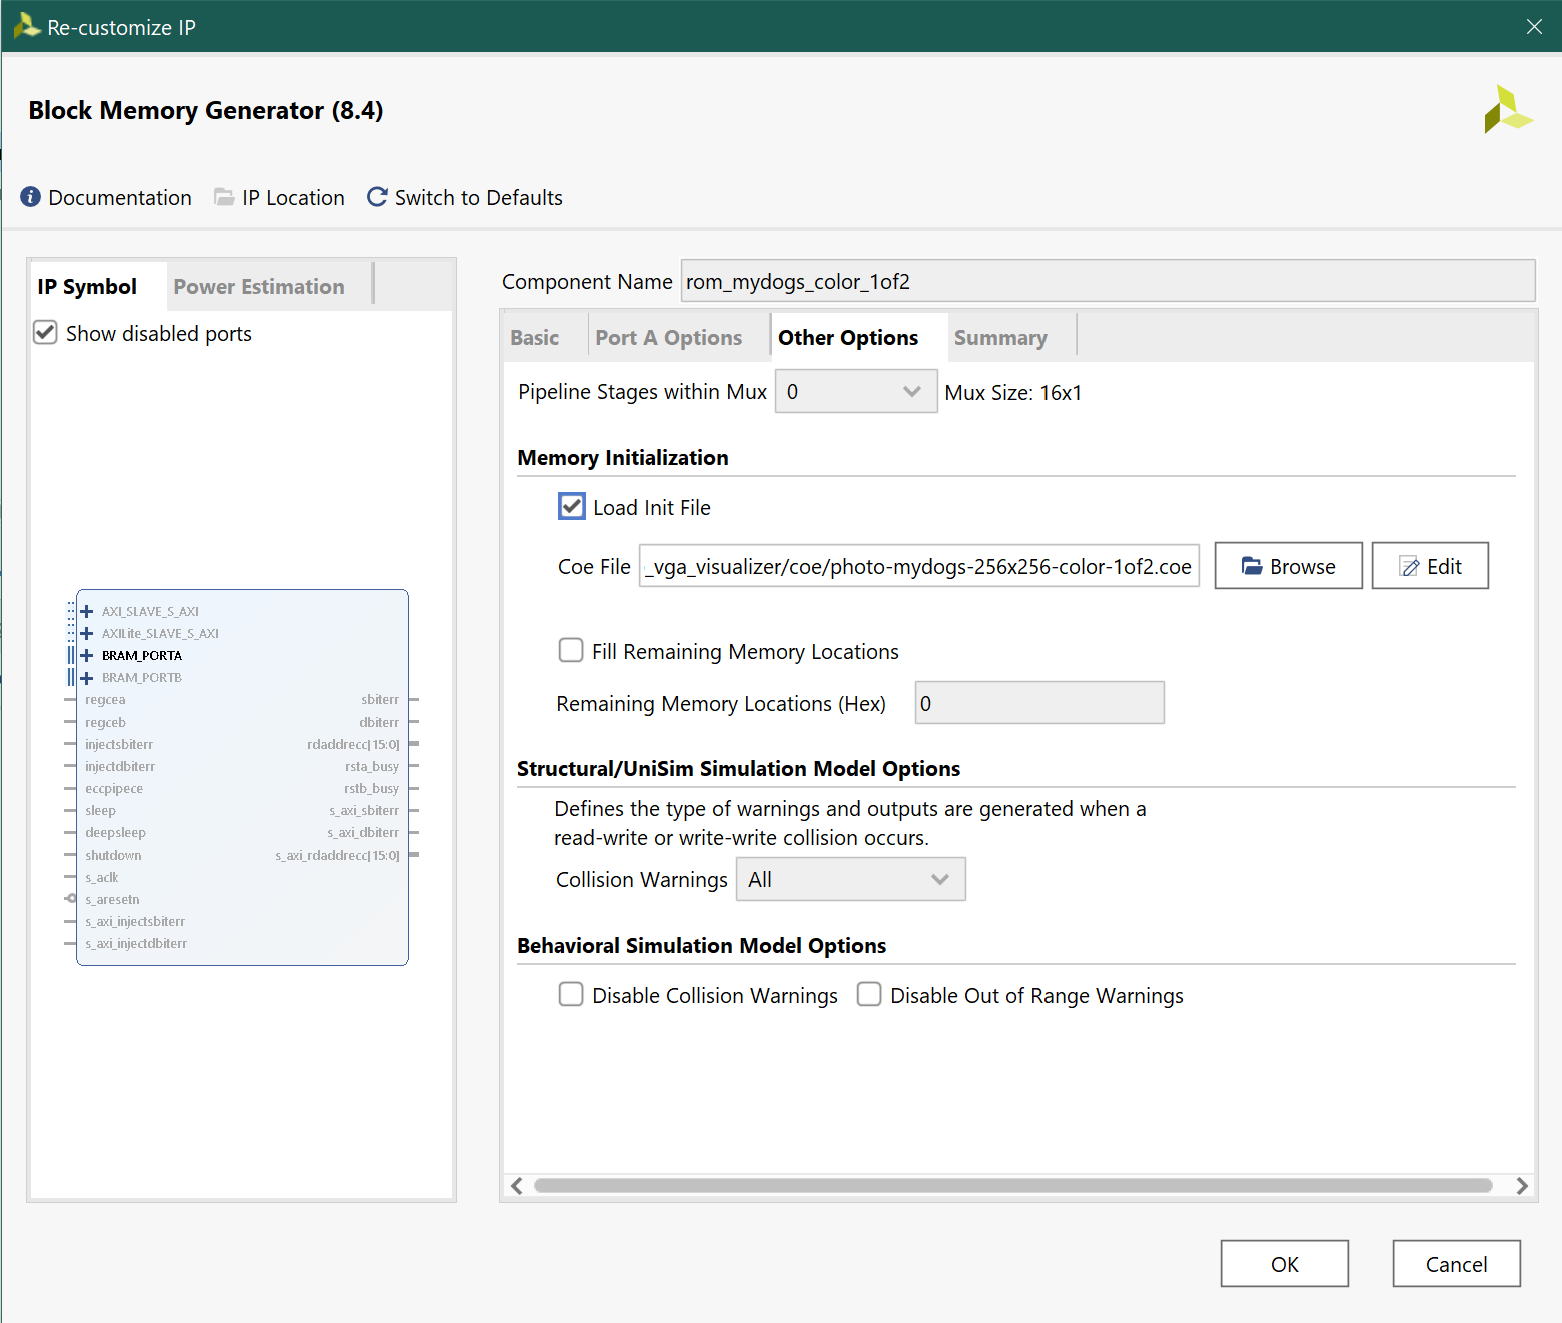 Re-customize IP
Block Memory Generator (8.4)
Documentation IP Location Switch to Defaults
IP Symbol Power Estimation
Show disabled ports
AXI_SLAVE_S_AXI
AXILite_SLAVE_S_AXI
BRAM_PORTA
BRAM_PORTB
regcea sbiterr
regceb dbiterr
injectsbiterr rdaddrecc[15:0]
injectdbiterr rsta_busy
eccpipece rstb_busy
sleep s_axi_sbiterr
deepsleep s_axi_dbiterr
shutdown s_axi_rdaddrecc[15:0]
s_aclk
s_aresetn
s_axi_injectsbiterr
s_axi_injectdbiterr
Component Name rom_mydogs_color_1of2
Basic Port A Options Other Options Summary
Pipeline Stages within Mux 0 Mux Size: 16x1
Memory Initialization
Load Init File
Coe File _vga_visualizer/coe/photo-mydogs-256x256-color-1of2.coe Browse Edit
Fill Remaining Memory Locations
Remaining Memory Locations (Hex) 0
Structural/UniSim Simulation Model Options
Defines the type of warnings and outputs are generated when a
read-write or write-write collision occurs.
Collision Warnings All
Behavioral Simulation Model Options
Disable Collision Warnings Disable Out of Range Warnings
OK Cancel